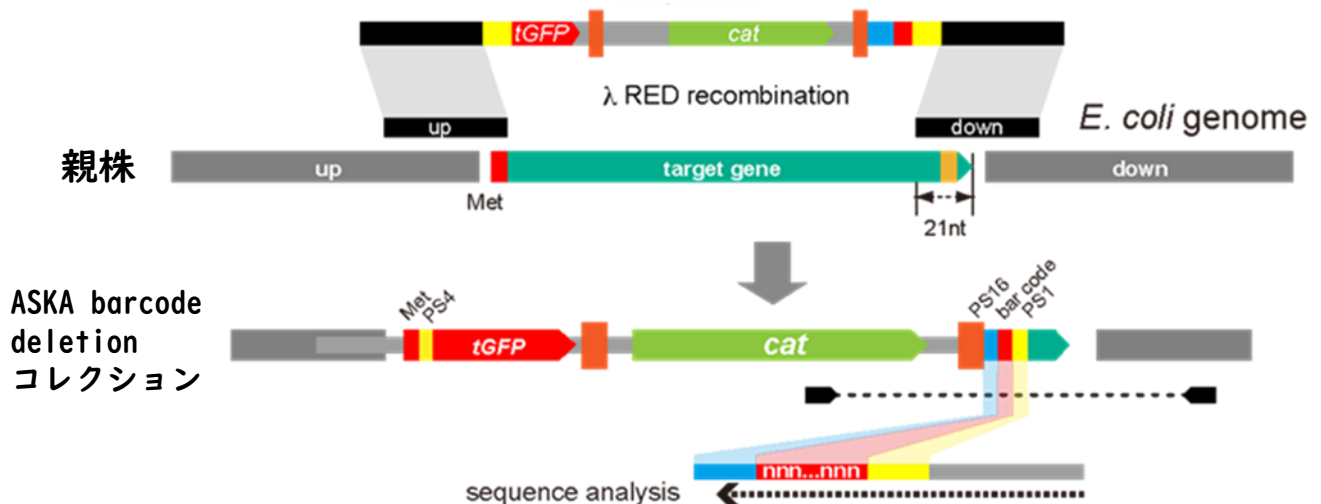 tGFP
cat
λ RED recombination
up
down
E. coli genome
親株
up
target gene
down
Met
21nt
ASKA barcode
deletion
コレクション
Met
PS4
tGFP
cat
PS16
bar code
PS1
nnn...nnn
sequence analysis